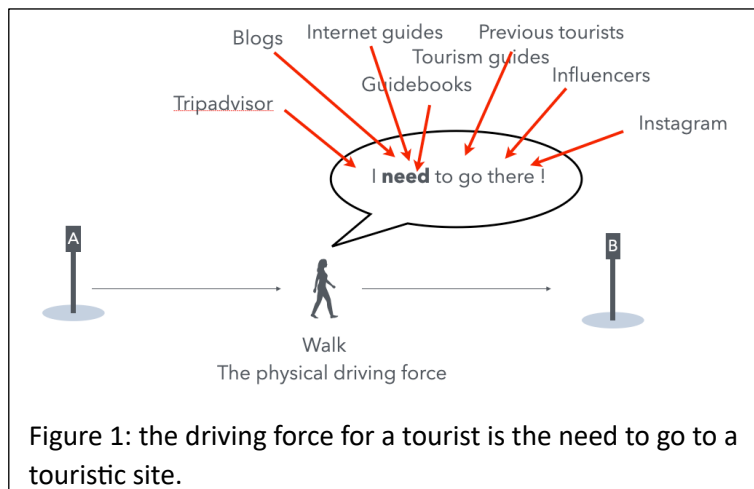 Blogs
Internet guides
Previous tourists
Tourism guides
Guidebooks
Influencers
Tripadvisor
Instagram
I need to go there !
A
B
Walk
The physical driving force
Figure 1: the driving force for a tourist is the need to go to a
touristic site.